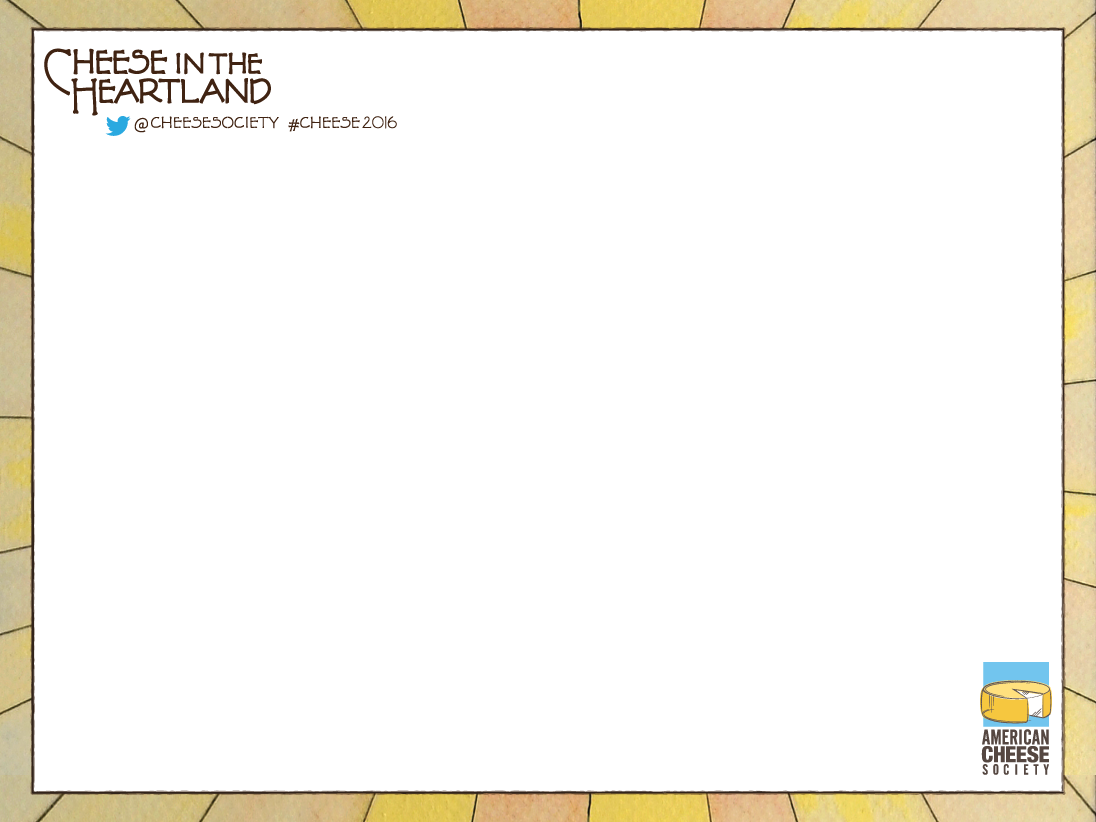 CHEESE IN THE
HEARTLAND
@CHEESESOCIETY #CHEESE2016
AMERICAN
CHEESE
SOCIETY